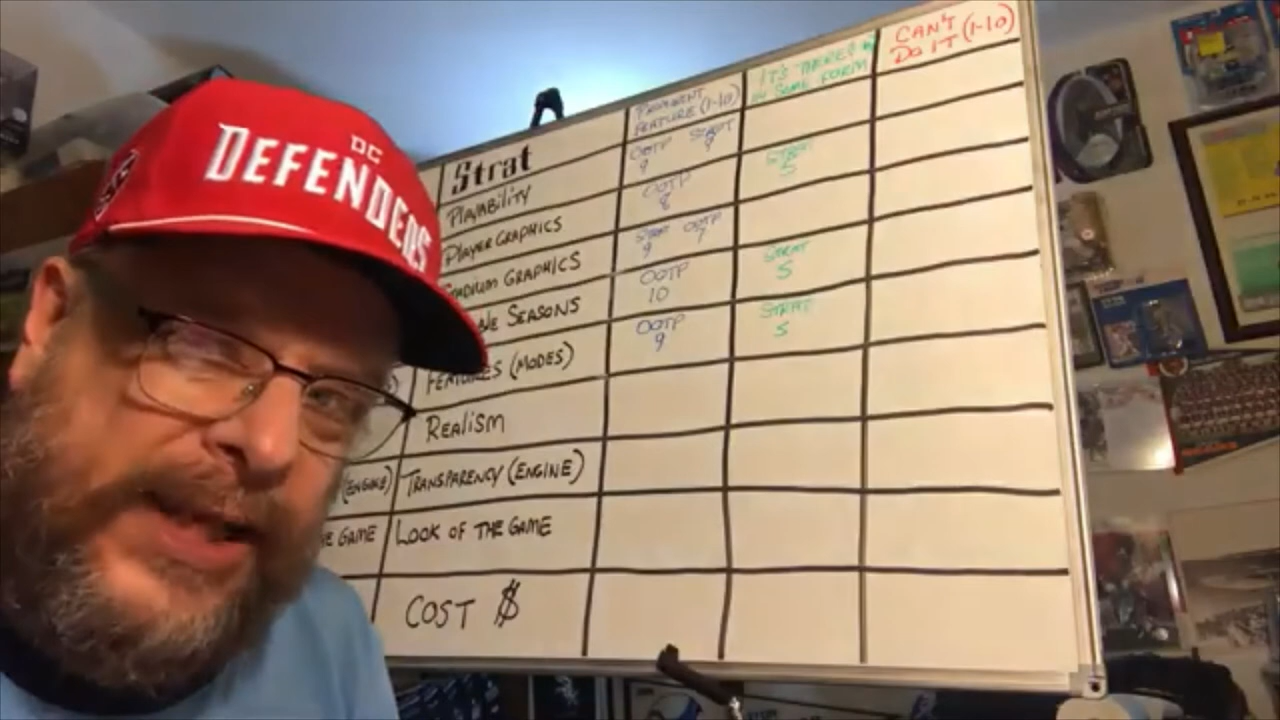 DC
DEFENDERS
Strat
PROMINENT
FEATURE (1-10)
IT'S THERE IN
SOME FORM
CAN'T
DO IT (1-10)
PLAYABILITY
OOTP STRAT
9 9
PLAYER GRAPHICS
OOTP
8
STRAT
5
STADIUM GRAPHICS
STRAT OOTP
9 7
SEASONS
OOTP
10
STRAT
5
FEATURES (MODES)
OOTP
9
STRAT
5
REALISM
(ENGINE) TRANSPARENCY (ENGINE)
GAME LOOK OF THE GAME
COST $